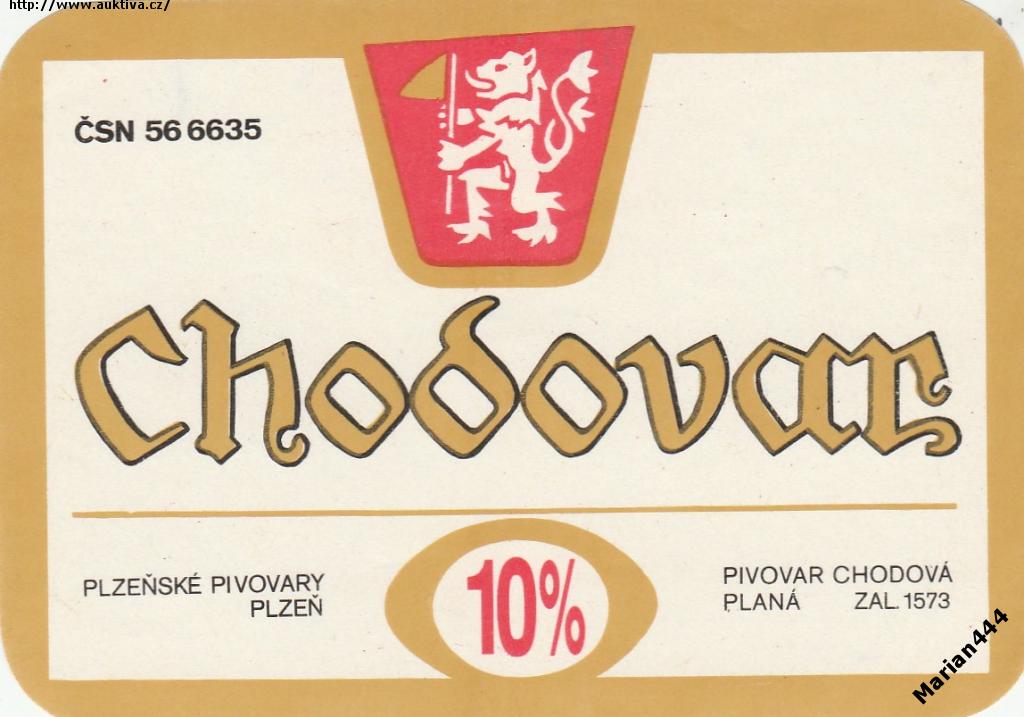 http://www.auktiva.cz/
ČSN 56 6635
Chodovar
PLZEŇSKÉ PIVOVARY
PLZEŇ
10%
PIVOVAR CHODOVÁ
PLANÁ ZAL. 1573
Marian444